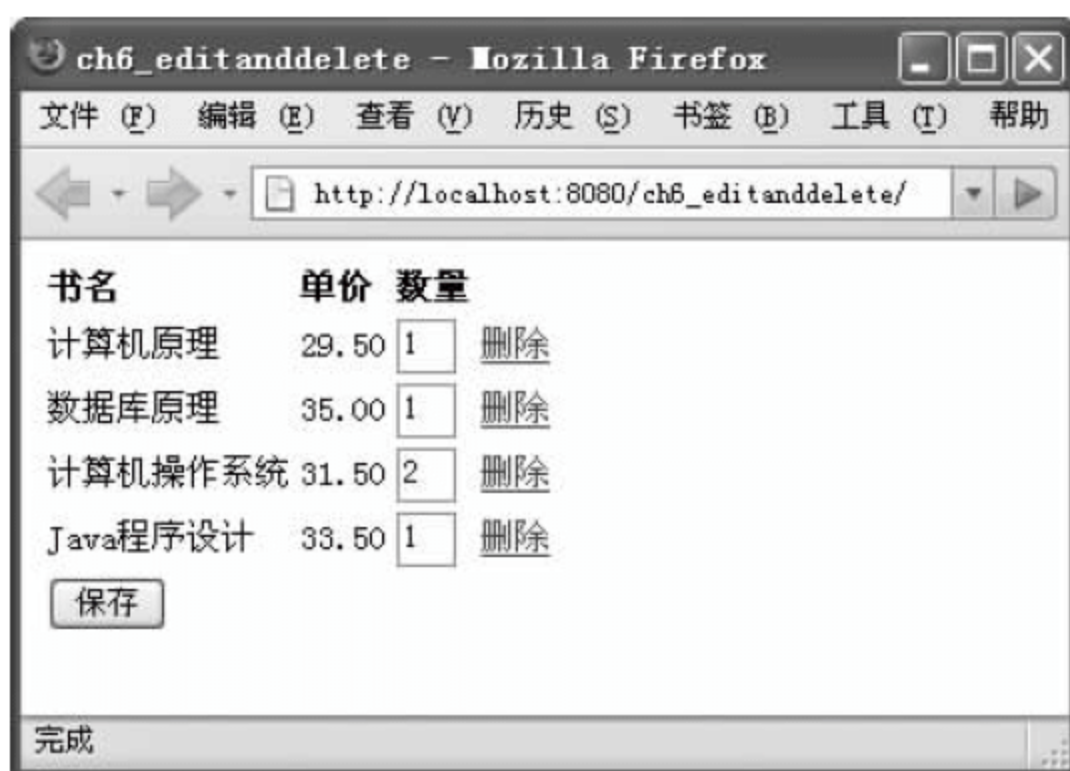 ch6_editanddelete - Mozilla Firefox
文件 (F) 编辑 (E) 查看 (V) 历史 (S) 书签 (B) 工具 (T) 帮助
http://localhost:8080/ch6_editanddelete/
书名 单价 数量
计算机原理 29.50 1 删除
数据库原理 35.00 1 删除
计算机操作系统 31.50 2 删除
Java程序设计 33.50 1 删除
保存
完成